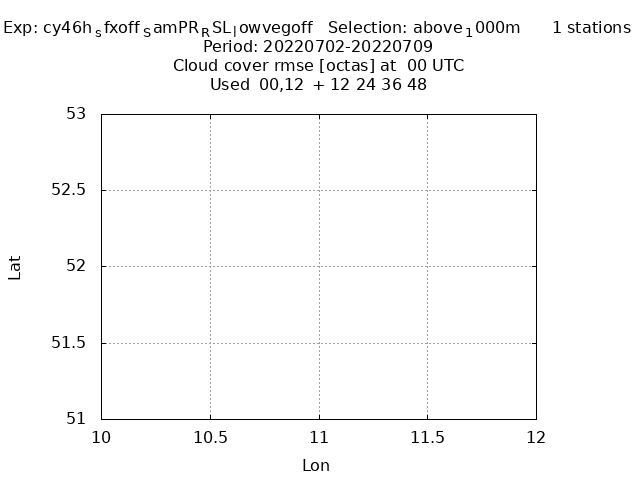 Exp: cy46h_sfxoff_SamPR_RSL_lowvegoff   Selection: above_1000m      1 stations
Period: 20220702-20220709
Cloud cover rmse [octas] at  00 UTC
Used  00,12  + 12 24 36 48
53
52.5
52
51.5
51
Lat
10 10.5 11 11.5 12
Lon